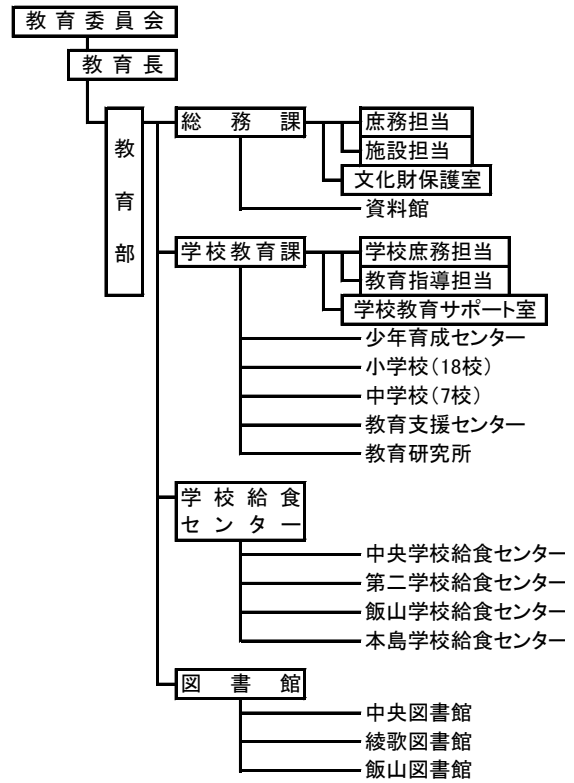 教育委員会
教育長
教育部
総務課
庶務担当
施設担当
文化財保護室
資料館
学校教育課
学校庶務担当
教育指導担当
学校教育サポート室
少年育成センター
小学校(18校)
中学校(7校)
教育支援センター
教育研究所
学校給食
センター
中央学校給食センター
第二学校給食センター
飯山学校給食センター
本島学校給食センター
図書館
中央図書館
綾歌図書館
飯山図書館